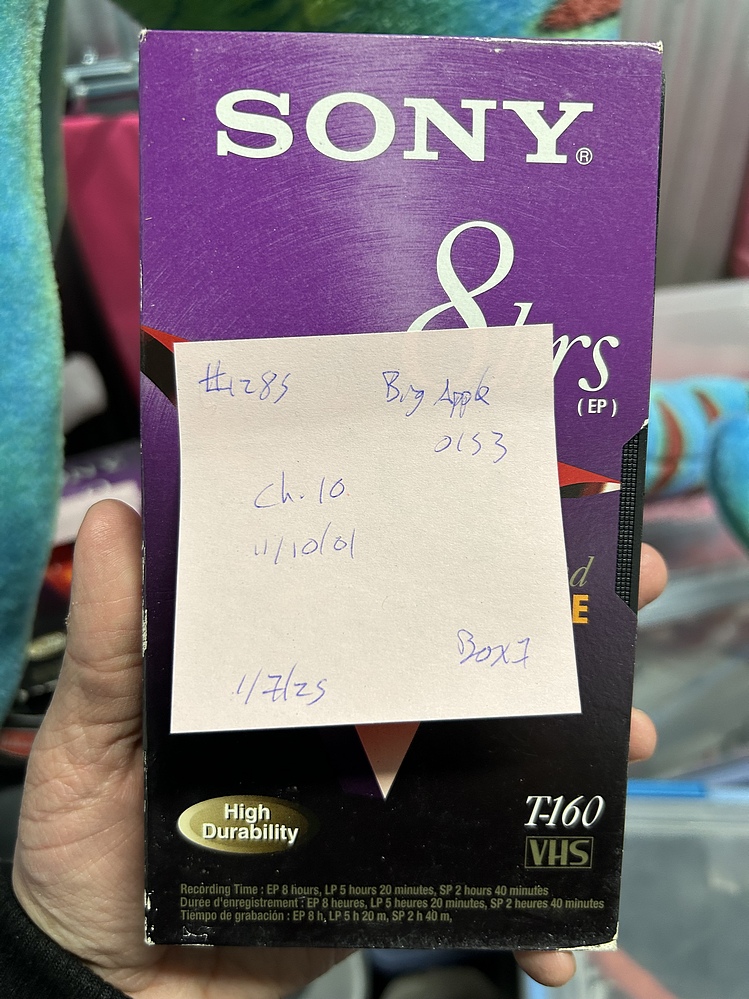 SONY®
8hrs
(EP)
#1285
Big Apple
0153
Ch. 10
11/10/01
Box 7
1/7/25
d
E
High
Durability
T-160
VHS
Recording Time : EP 8 hours, LP 5 hours 20 minutes, SP 2 hours 40 minutes
Durée d'enregistrement : EP 8 heures, LP 5 heures 20 minutes, SP 2 heures 40 minutes
Tiempo de grabación : EP 8 h, LP 5 h 20 m, SP 2 h 40 m,
SONY